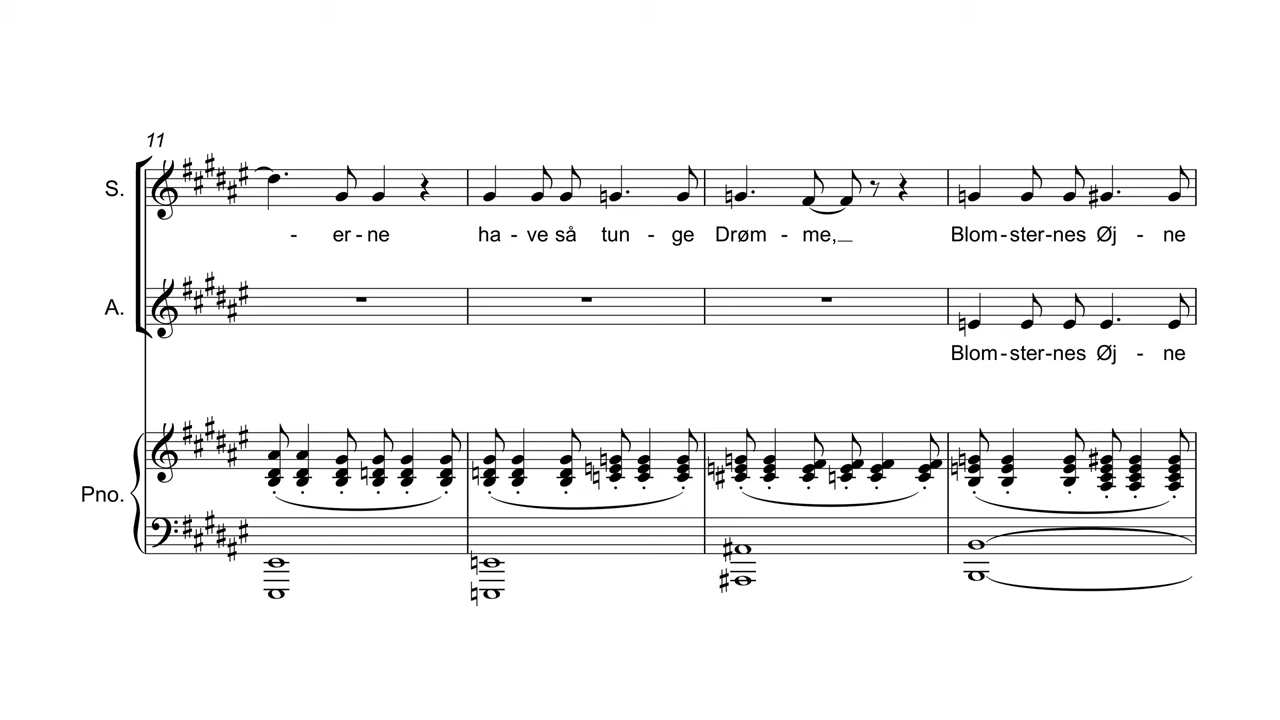 11
S.
- er - ne ha - ve så tun - ge Drøm - me,_ Blom - ster - nes Øj - ne
A.
Blom - ster - nes Øj - ne
Pno.